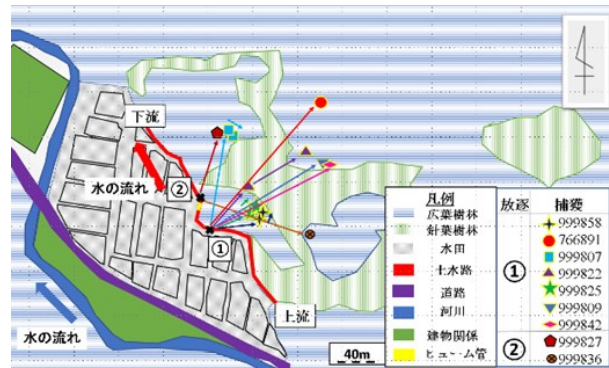 下流
②
水の流れ
①
上流
水の流れ
40m
凡例
広葉樹林
針葉樹林
水田
土水路
道路
河川
建物関係
ヒューム管
放逐 捕獲
①
999858
766891
999807
999822
999825
999809
999842
②
999827
999836